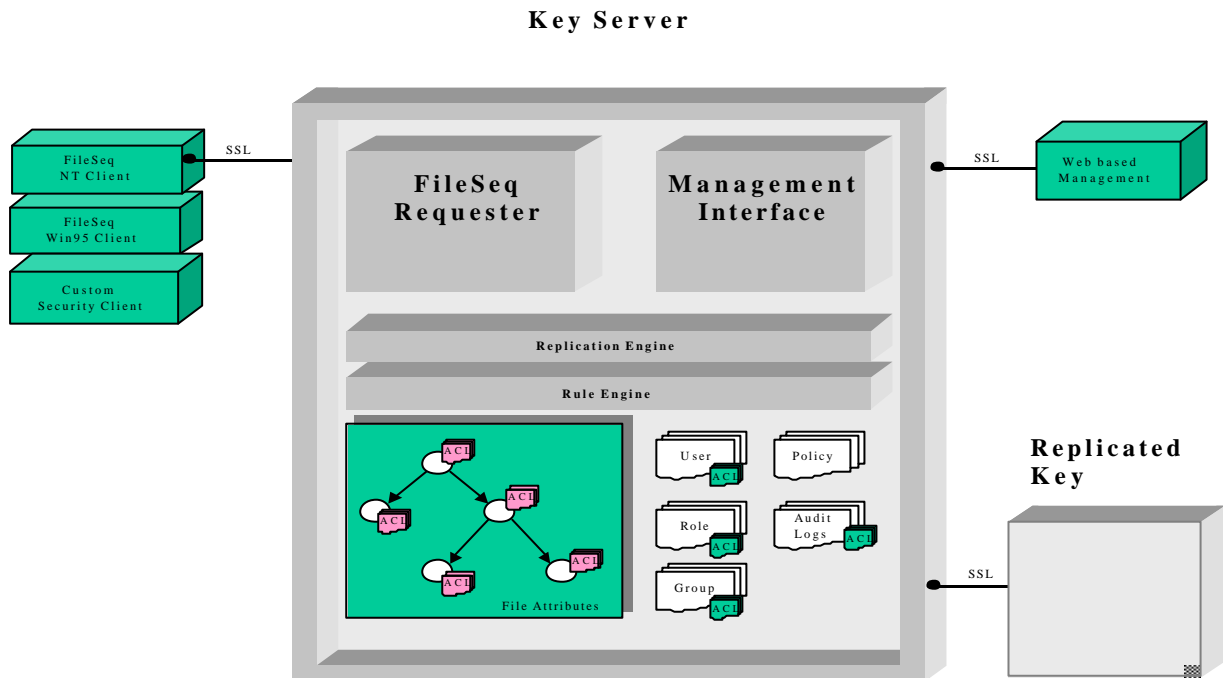 Key Server
FileSeq
NT Client
SSL
FileSeq
Win95 Client
Custom
Security Client
FileSeq
Requester
Management
Interface
SSL
Web based
Management
Replication Engine
Rule Engine
ACL
ACL
ACL
ACL
ACL
File Attributes
User
ACL
Policy
Role
ACL
Audit
Logs
ACL
Group
ACL
Replicated
Key
SSL